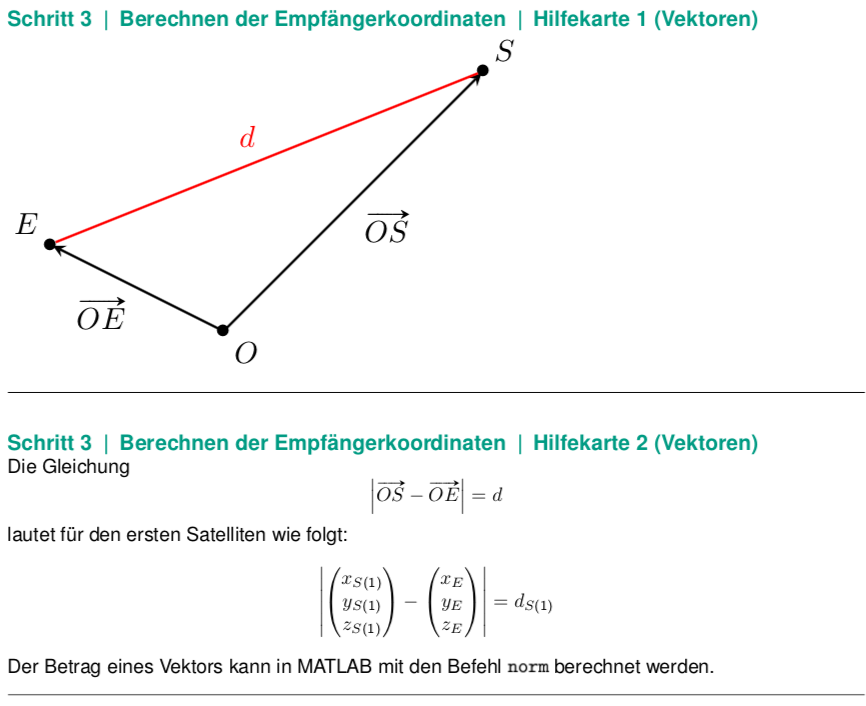 Schritt 3 | Berechnen der Empfängerkoordinaten | Hilfekarte 1 (Vektoren)
S
d
E
$\overrightarrow{OS}$
$\overrightarrow{OE}$
O
Schritt 3 | Berechnen der Empfängerkoordinaten | Hilfekarte 2 (Vektoren)
Die Gleichung
$\left|\overrightarrow{OS} - \overrightarrow{OE}\right| = d$
lautet für den ersten Satelliten wie folgt:
$\left|\begin{pmatrix} x_{S(1)} \\ y_{S(1)} \\ z_{S(1)} \end{pmatrix} - \begin{pmatrix} x_E \\ y_E \\ z_E \end{pmatrix}\right| = d_{S(1)}$
Der Betrag eines Vektors kann in MATLAB mit den Befehl norm berechnet werden.